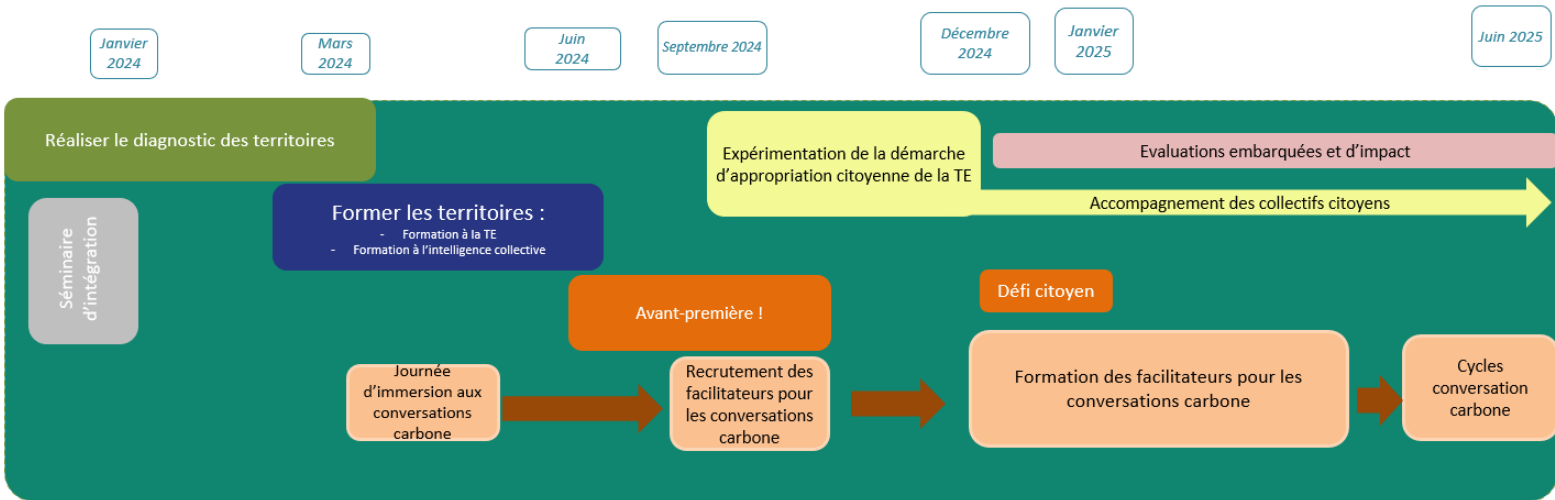 Janvier
2024
Mars
2024
Juin
2024
Septembre 2024
Décembre
2024
Janvier
2025
Juin 2025
Réaliser le diagnostic des territoires
Expérimentation de la démarche
d'appropriation citoyenne de la TE
Evaluations embarquées et d'impact
Accompagnement des collectifs citoyens
Séminaire
d'intégration
Former les territoires :
- Formation à la TE
- Formation à l'intelligence collective
Avant-première !
Défi citoyen
Journée
d'immersion aux
conversations
carbone
Recrutement des
facilitateurs pour
les conversations
carbone
Formation des facilitateurs pour les
conversations carbone
Cycles
conversation
carbone